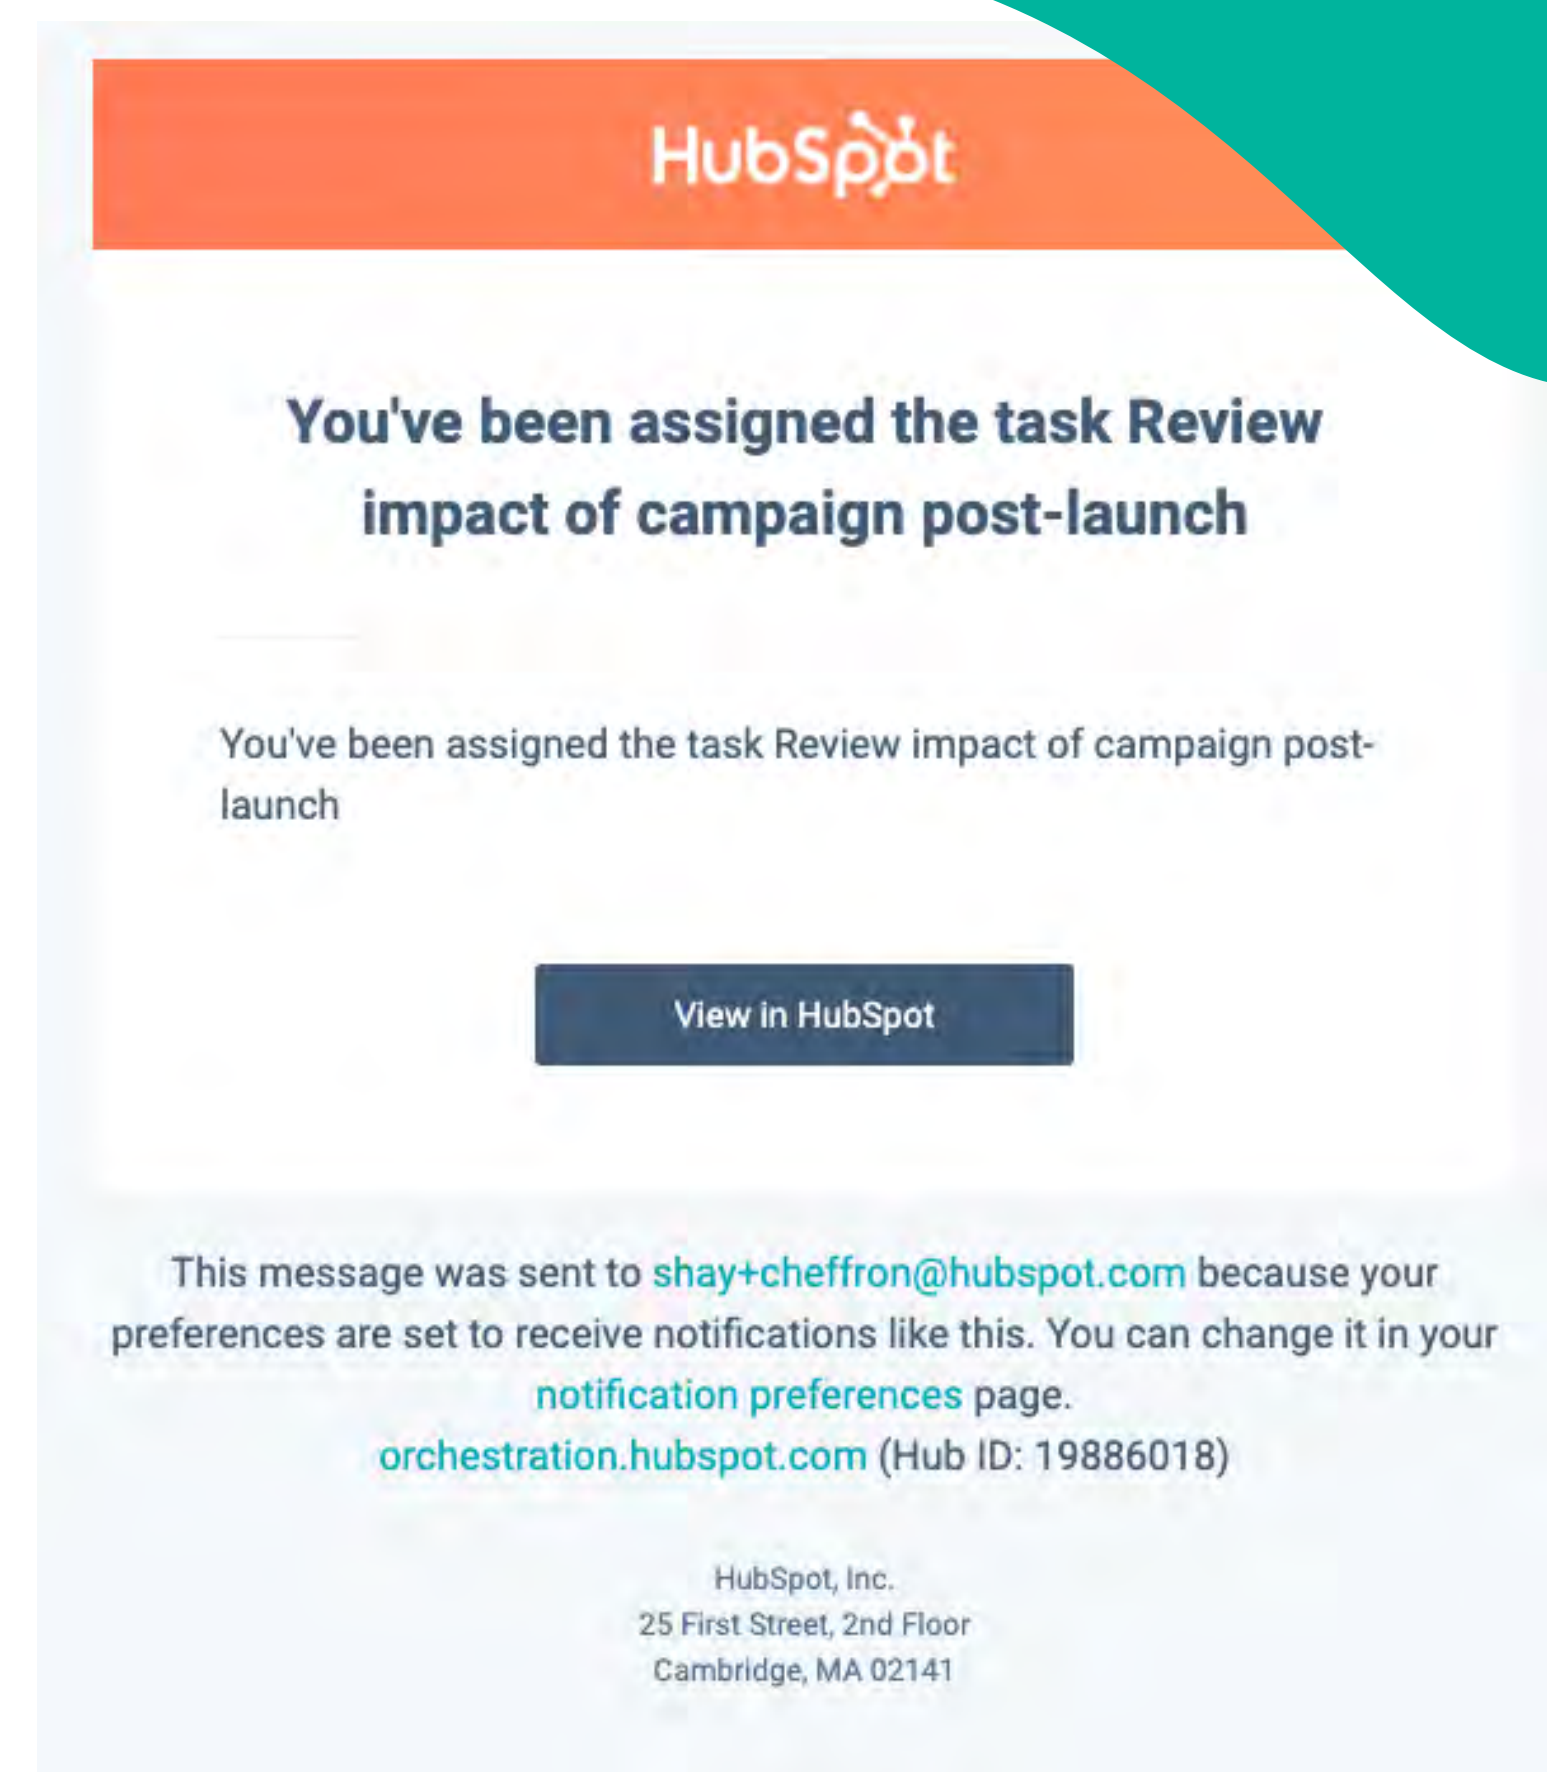 HubSpot
You've been assigned the task Review
impact of campaign post-launch
You've been assigned the task Review impact of campaign post-
launch
View in HubSpot
This message was sent to shay+cheffron@hubspot.com because your
preferences are set to receive notifications like this. You can change it in your
notification preferences page.
orchestration.hubspot.com (Hub ID: 19886018)
HubSpot, Inc.
25 First Street, 2nd Floor
Cambridge, MA 02141